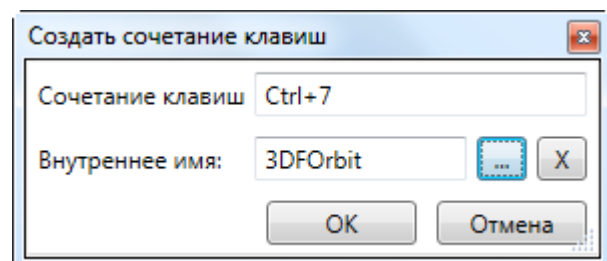 Создать сочетание клавиш
Сочетание клавиш Ctrl+7
Внутреннее имя: 3DFOrbit ... X
OK Отмена